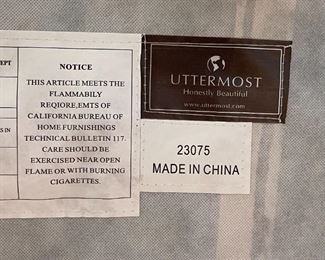 EPT
S IN
NOTICE
THIS ARTICLE MEETS THE
FLAMMABILY
REQIORE,EMTS OF
CALIFORNIA BUREAU OF
HOME FURNISHINGS
TECHNICAL BULLETIN 117.
CARE SHOULD BE
EXERCISED NEAR OPEN
FLAME OR WITH BURNING
CIGARETTES.
UTTERMOST
Honestly Beautiful
www.uttermost.com
23075
MADE IN CHINA